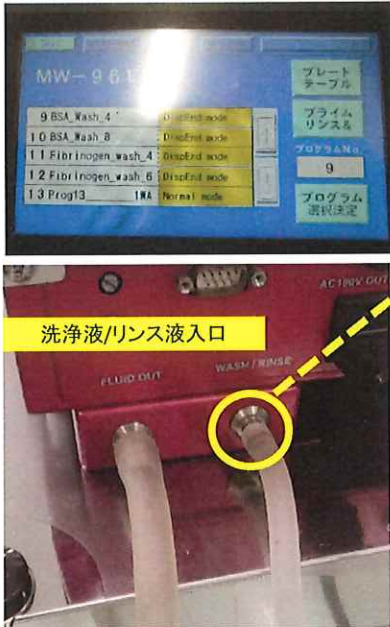 MW-96
プレート
テーブル
プライム
リンス&
プログラムNo.
9
プログラム
選択決定
9 BSA_Wash_4 DispEnd mode
10 BSA_Wash_8 DispEnd mode
11 Fibrinogen_wash_4 DispEnd mode
12 Fibrinogen_wash_6 DispEnd mode
13 Prog13 1WA Normal mode
AC100V OUT
洗浄液/リンス液入口
FLUID OUT
WASH/RINSE